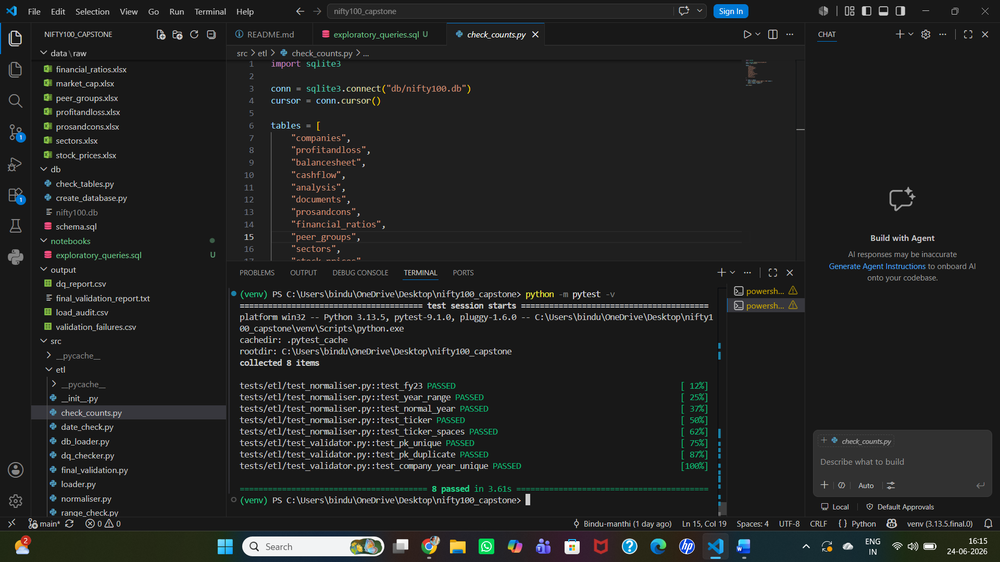 File Edit Selection View Go Run Terminal Help
nifty100_capstone
Sign In
NIFTY100_CAPSTONE
data\raw
financial_ratios.xlsx
market_cap.xlsx
peer_groups.xlsx
profitandloss.xlsx
prosandcons.xlsx
sectors.xlsx
stock_prices.xlsx
db
check_tables.py
create_database.py
nifty100.db
schema.sql
notebooks
exploratory_queries.sql U
output
dq_report.csv
final_validation_report.txt
load_audit.csv
validation_failures.csv
src
__pycache__
etl
__pycache__
__init__.py
check_counts.py
date_check.py
db_loader.py
dq_checker.py
final_validation.py
loader.py
normaliser.py
range_check.py
1
1
README.md exploratory_queries.sql U check_counts.py
src > etl > check_counts.py > ...
1 import sqlite3
2
3 conn = sqlite3.connect("db/nifty100.db")
4 cursor = conn.cursor()
5
6 tables = [
7 "companies",
8 "profitandloss",
9 "balancesheet",
10 "cashflow",
11 "analysis",
12 "documents",
13 "prosandcons",
14 "financial_ratios",
15 "peer_groups",
16 "sectors",
17 "stock_prices"
PROBLEMS OUTPUT DEBUG CONSOLE TERMINAL PORTS
(venv) PS C:\Users\bindu\OneDrive\Desktop\nifty100_capstone> python -m pytest -v
======================================= test session starts ========================================
platform win32 -- Python 3.13.5, pytest-9.1.0, pluggy-1.6.0 -- C:\Users\bindu\OneDrive\Desktop\nifty1
00_capstone\venv\Scripts\python.exe
cachedir: .pytest_cache
rootdir: C:\Users\bindu\OneDrive\Desktop\nifty100_capstone
collected 8 items
tests/etl/test_normaliser.py::test_fy23 PASSED [ 12%]
tests/etl/test_normaliser.py::test_year_range PASSED [ 25%]
tests/etl/test_normaliser.py::test_normal_year PASSED [ 37%]
tests/etl/test_normaliser.py::test_ticker PASSED [ 50%]
tests/etl/test_normaliser.py::test_ticker_spaces PASSED [ 62%]
tests/etl/test_validator.py::test_pk_unique PASSED [ 75%]
tests/etl/test_validator.py::test_pk_duplicate PASSED [ 87%]
tests/etl/test_validator.py::test_company_year_unique PASSED [100%]
======================================== 8 passed in 3.61s =========================================
(venv) PS C:\Users\bindu\OneDrive\Desktop\nifty100_capstone>
powersh...
powersh...
CHAT
Build with Agent
AI responses may be inaccurate
Generate Agent Instructions to onboard AI
onto your codebase.
check_counts.py
Describe what to build
Auto
Local Default Approvals
main* 0 0 Bindu-manthi (1 day ago) Ln 15, Col 19 Spaces: 4 UTF-8 CRLF { } Python venv (3.13.5.final.0)
2
Search
hp
ENG
IN
16:15
24-06-2026